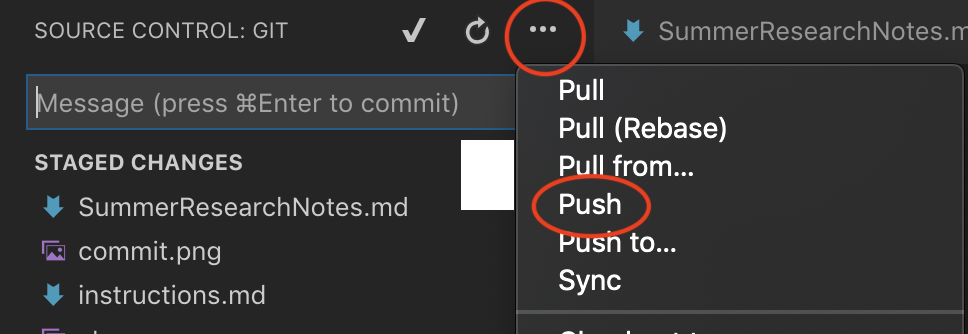 SOURCE CONTROL: GIT
SummerResearchNotes.m
Message (press ⌘Enter to commit)
STAGED CHANGES
SummerResearchNotes.md
commit.png
instructions.md
Pull
Pull (Rebase)
Pull from...
Push
Push to...
Sync